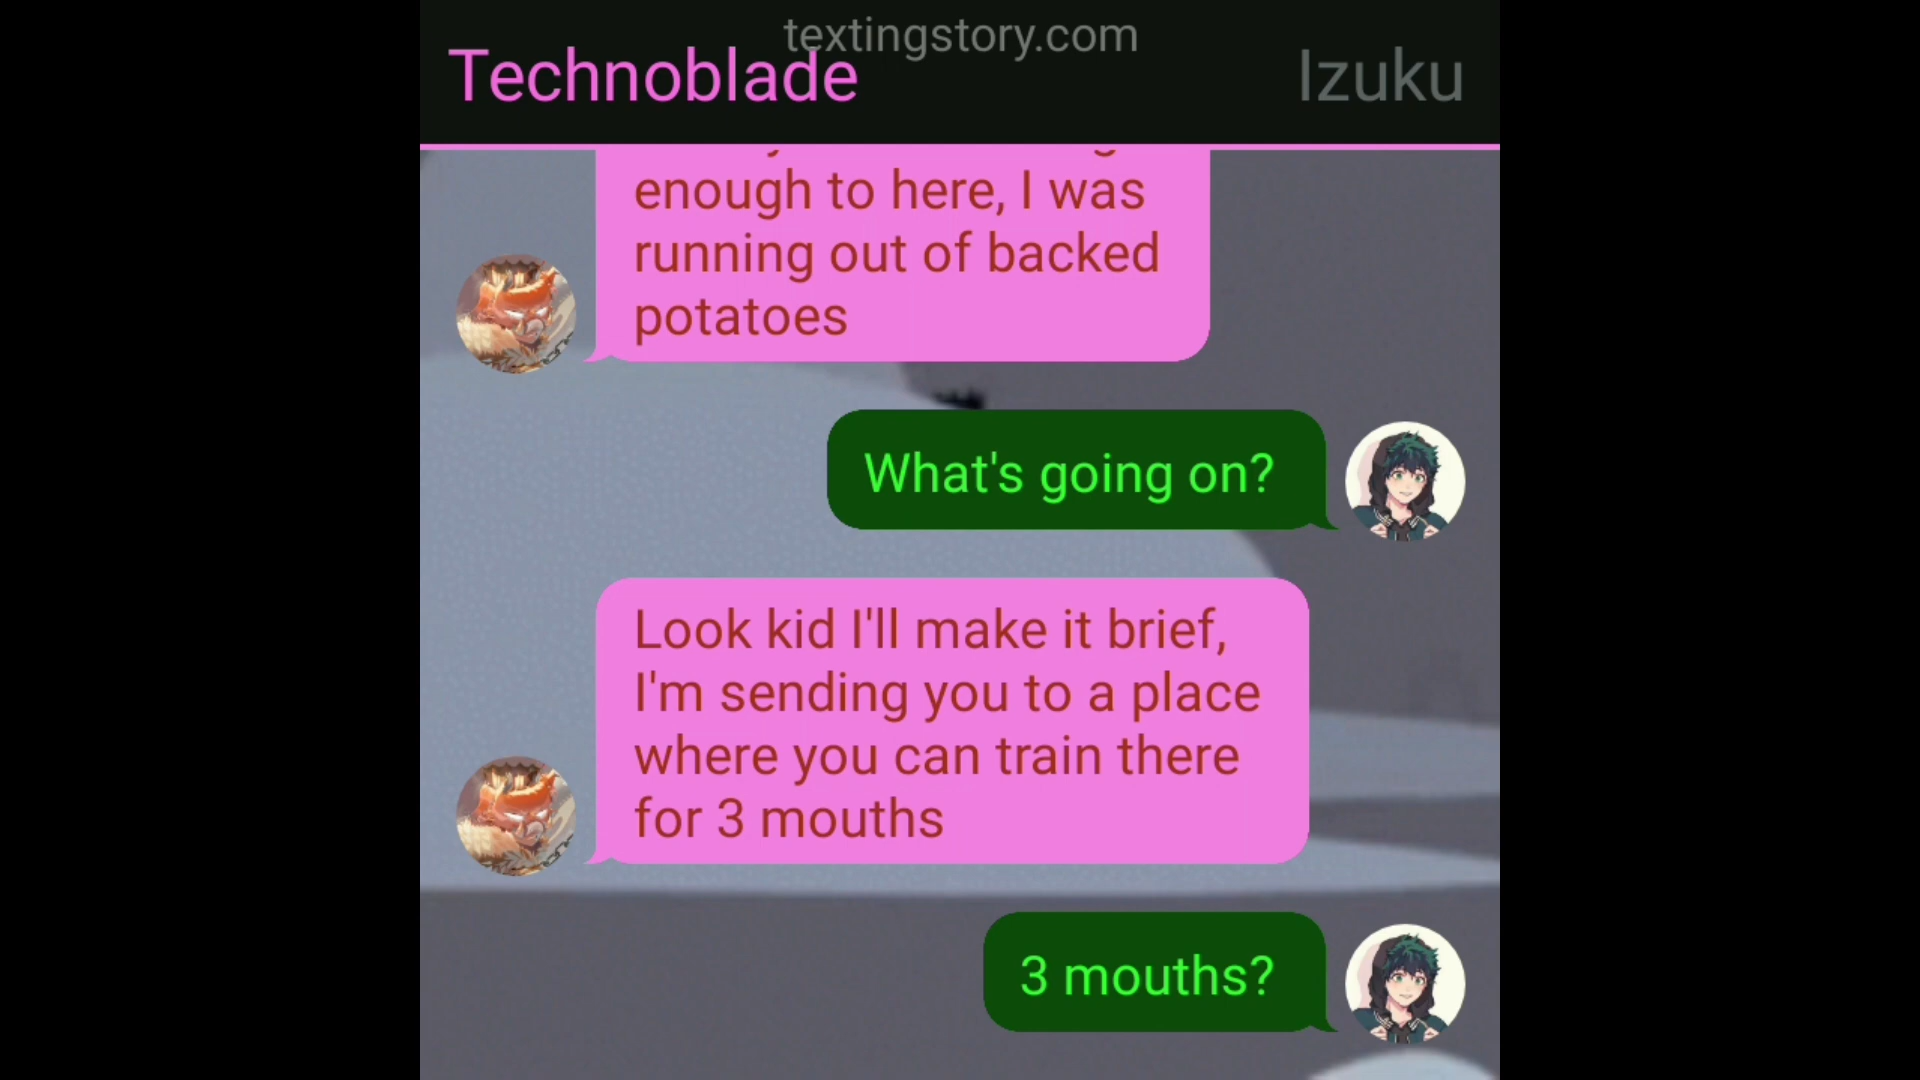 textingstory.com
Technoblade
Izuku
enough to here, I was
running out of backed
potatoes
What's going on?
Look kid I'll make it brief,
I'm sending you to a place
where you can train there
for 3 mouths
3 mouths?